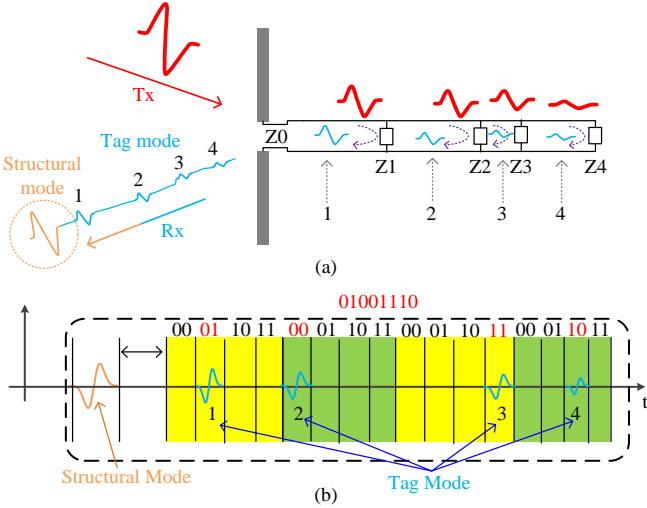 Tx
Z0
Tag mode
Structural
mode
1
2
3
4
Rx
Z1
Z2
Z3
Z4
1
2
3
4
(a)
01001110
00 01 10 11 00 01 10 11 00 01 10 11 00 01 10 11
t
1
2
3
4
Structural Mode
Tag Mode
(b)